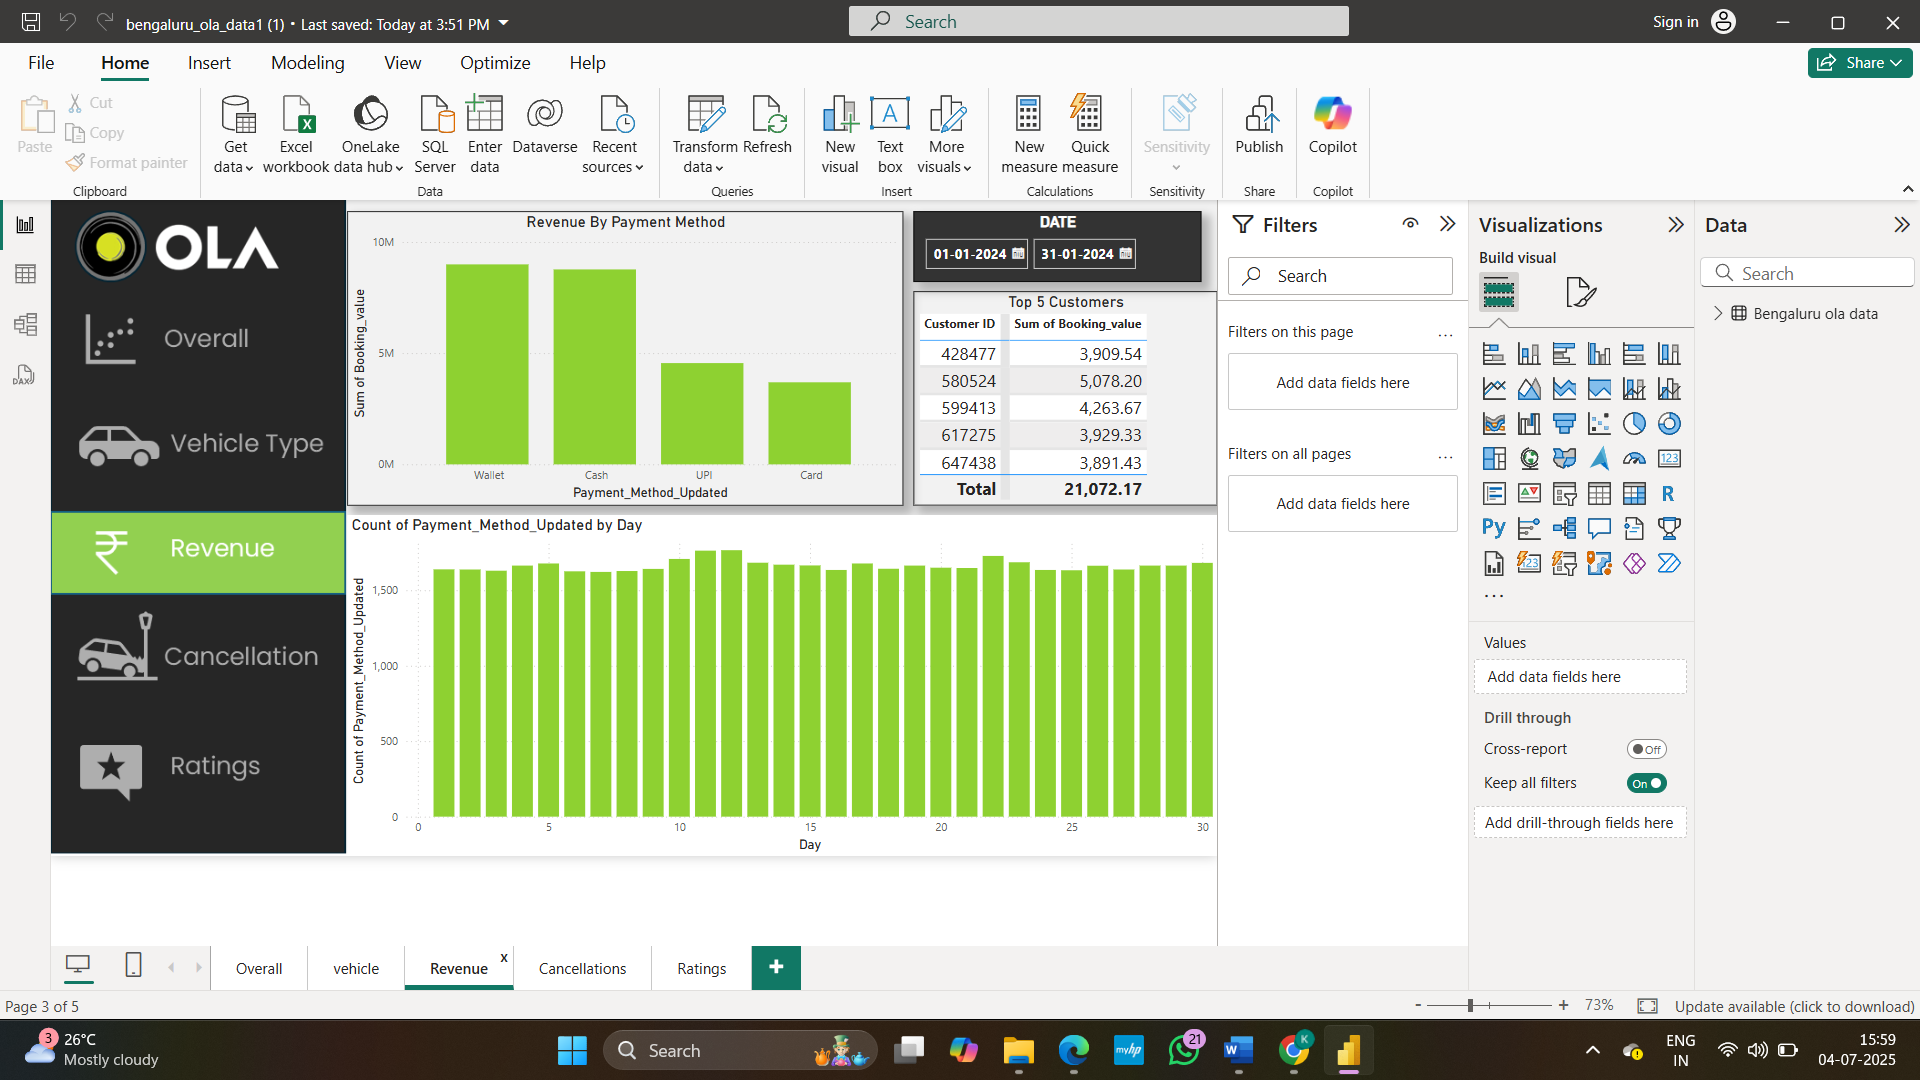 bengaluru_ola_data1 (1) • Last saved: Today at 3:51 PM
Search
Sign in
File Home Insert Modeling View Optimize Help
Share
Paste
Cut
Copy
Format painter
Clipboard
Get data
Excel workbook
OneLake data hub
SQL Server
Enter data
Dataverse
Recent sources
Data
Transform data
Refresh
Queries
New visual
Text box
More visuals
Insert
New measure
Quick measure
Calculations
Sensitivity
Sensitivity
Publish
Share
Copilot
Copilot
OLA
Overall
Vehicle Type
Revenue
Cancellation
Ratings
Revenue By Payment Method
Sum of Booking_value
10M
5M
0M
Wallet Cash UPI Card
Payment_Method_Updated
DATE
01-01-2024 31-01-2024
Top 5 Customers
Customer ID Sum of Booking_value
428477 3,909.54
580524 5,078.20
599413 4,263.67
617275 3,929.33
647438 3,891.43
Total 21,072.17
Count of Payment_Method_Updated by Day
Count of Payment_Method_Updated
1,500
1,000
500
0
0 5 10 15 20 25 30
Day
Filters
Search
Filters on this page
...
Add data fields here
Filters on all pages
...
Add data fields here
Visualizations
Build visual
123
R
Py
123
...
Values
Add data fields here
Drill through
Cross-report
Off
Keep all filters
On
Add drill-through fields here
Data
Search
Bengaluru ola data
DAX
Overall vehicle Revenue x Cancellations Ratings +
Page 3 of 5
- + 73%
Update available (click to download)
3
26°C
Mostly cloudy
Search
myhp
21
W
K
ENG
IN
15:59
04-07-2025